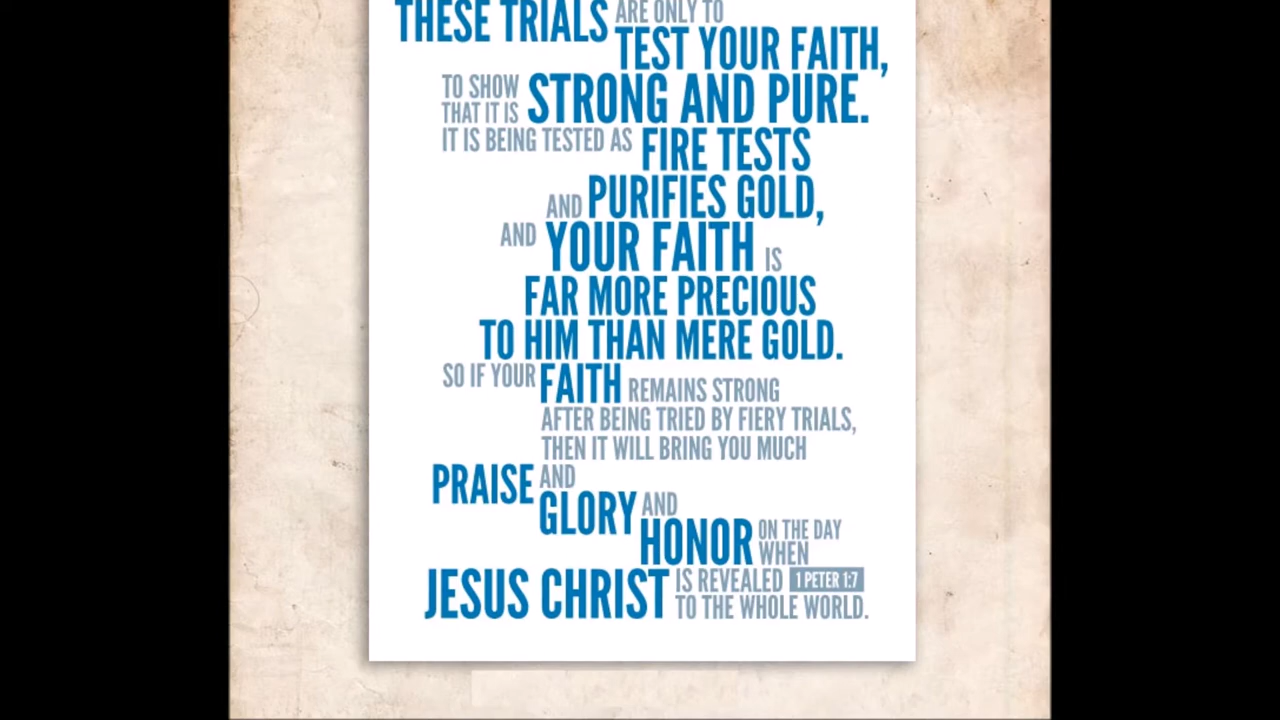 THESE TRIALS ARE ONLY TO
TEST YOUR FAITH,
TO SHOW
THAT IT IS STRONG AND PURE.
IT IS BEING TESTED AS FIRE TESTS
AND PURIFIES GOLD,
AND YOUR FAITH IS
FAR MORE PRECIOUS
TO HIM THAN MERE GOLD.
SO IF YOUR FAITH REMAINS STRONG
AFTER BEING TRIED BY FIERY TRIALS,
THEN IT WILL BRING YOU MUCH
PRAISE AND
GLORY AND
HONOR ON THE DAY
WHEN
JESUS CHRIST IS REVEALED 1 PETER 1:7
TO THE WHOLE WORLD.